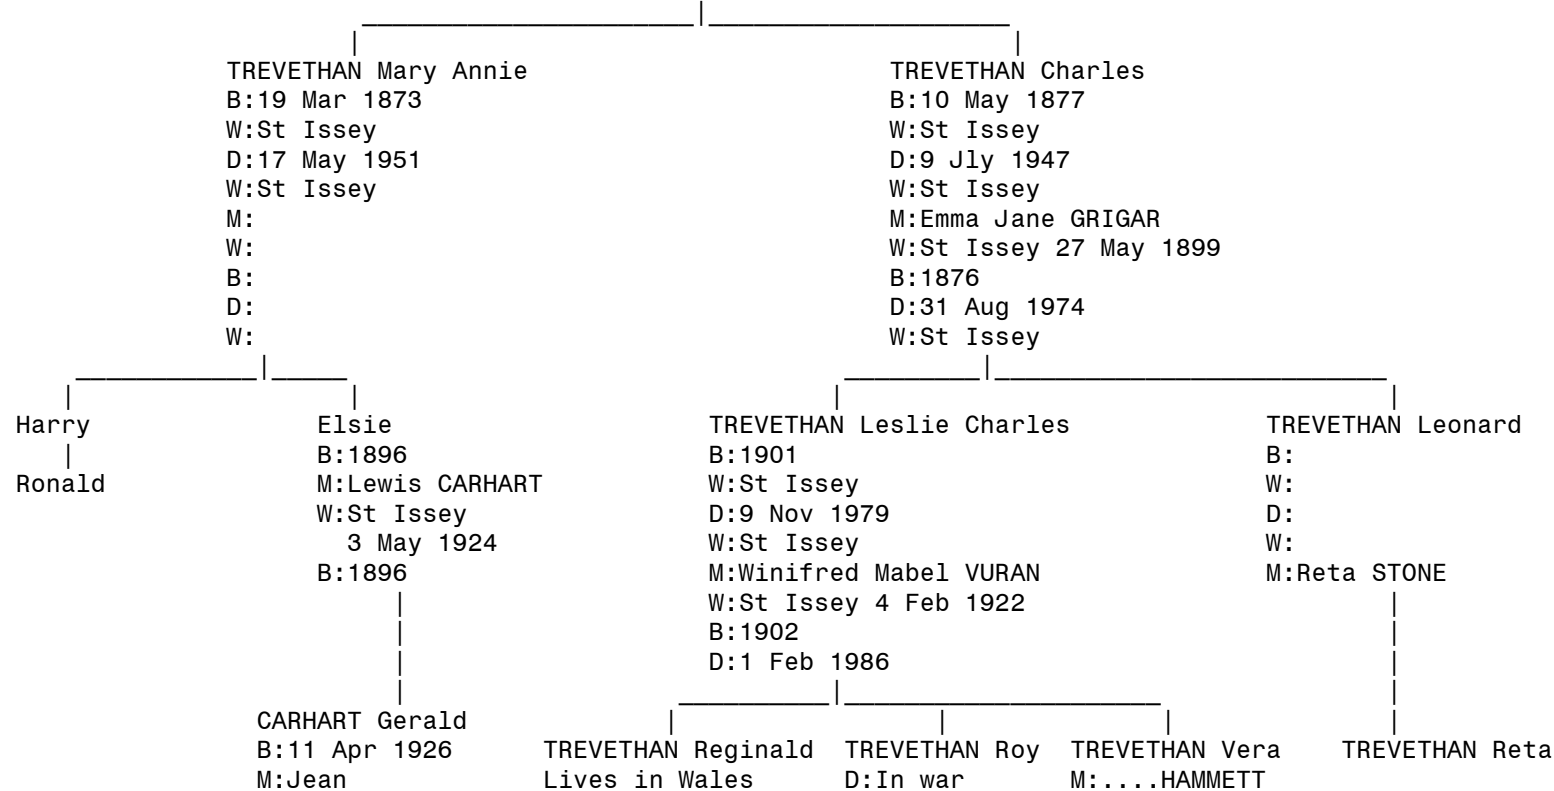 TREVETHAN Mary Annie TREVETHAN Charles
B:19 Mar 1873 B:10 May 1877
W:St Issey W:St Issey
D:17 May 1951 D:9 Jly 1947
W:St Issey W:St Issey
M: M:Emma Jane GRIGAR
W: W:St Issey 27 May 1899
B: B:1876
D: D:31 Aug 1974
W: W:St Issey
Harry Elsie TREVETHAN Leslie Charles TREVETHAN Leonard
B:1896 B:1901 B:
Ronald M:Lewis CARHART W:St Issey W:
W:St Issey D:9 Nov 1979 D:
3 May 1924 W:St Issey W:
B:1896 M:Winifred Mabel VURAN M:Reta STONE
W:St Issey 4 Feb 1922
B:1902
D:1 Feb 1986
CARHART Gerald
B:11 Apr 1926 TREVETHAN Reginald TREVETHAN Roy TREVETHAN Vera TREVETHAN Reta
M:Jean Lives in Wales D:In war M:....HAMMETT